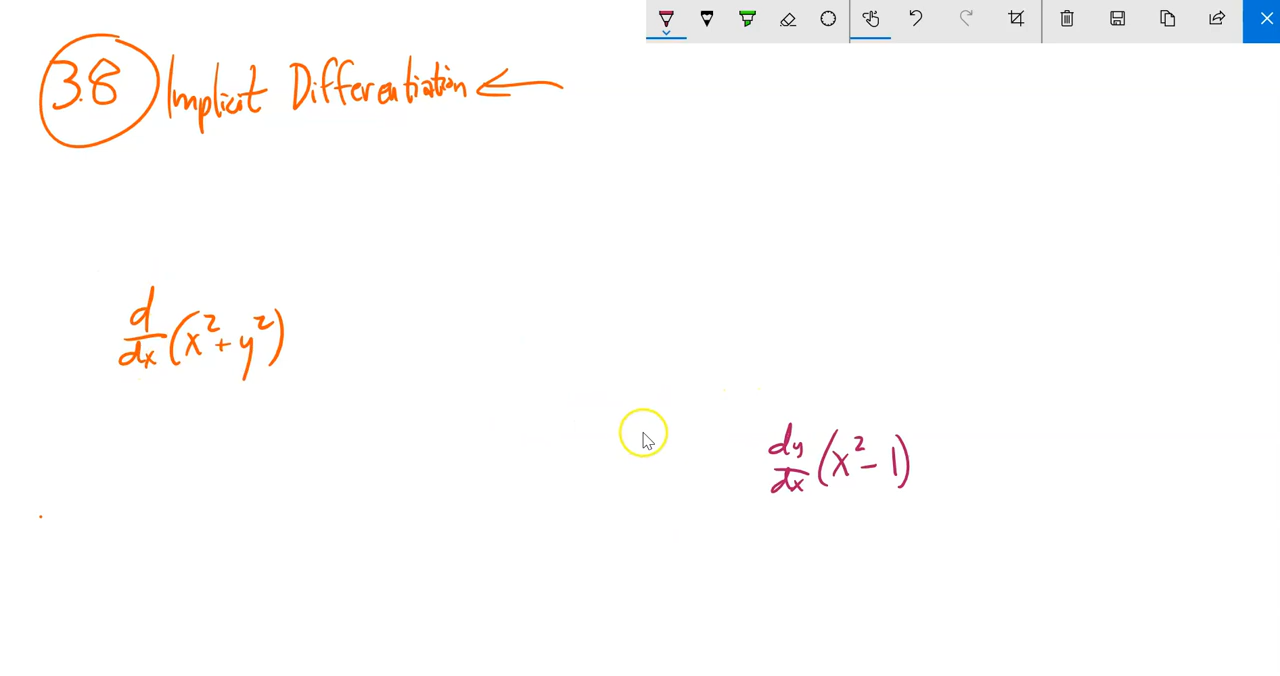 3.8 Implicit Differentiation
d/dx (x² + y²)
dy/dx (x² - 1)